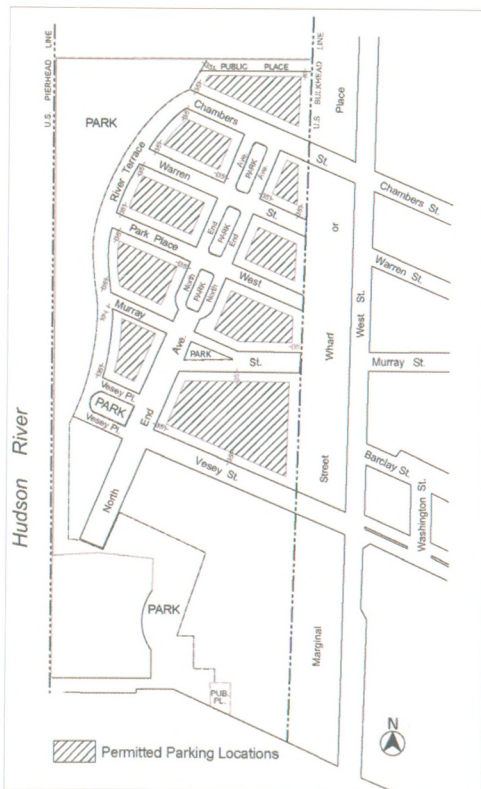 U.S. PIERHEAD LINE
U.S. BULKHEAD LINE
PUBLIC PLACE
PARK
Chambers St.
Place
River Terrace
Ave. PARK Ave.
Warren St.
Chambers St.
End PARK End
or
Park Place West
Warren St.
North PARK North
West St.
Murray St.
Wharf
Murray St.
Ave.
PARK
Vesey Pl.
PARK
Vesey Pl.
End
Vesey St.
Barclay St.
Washington St.
North
Street
Hudson River
PARK
Marginal
PUB. PL.
N
Permitted Parking Locations